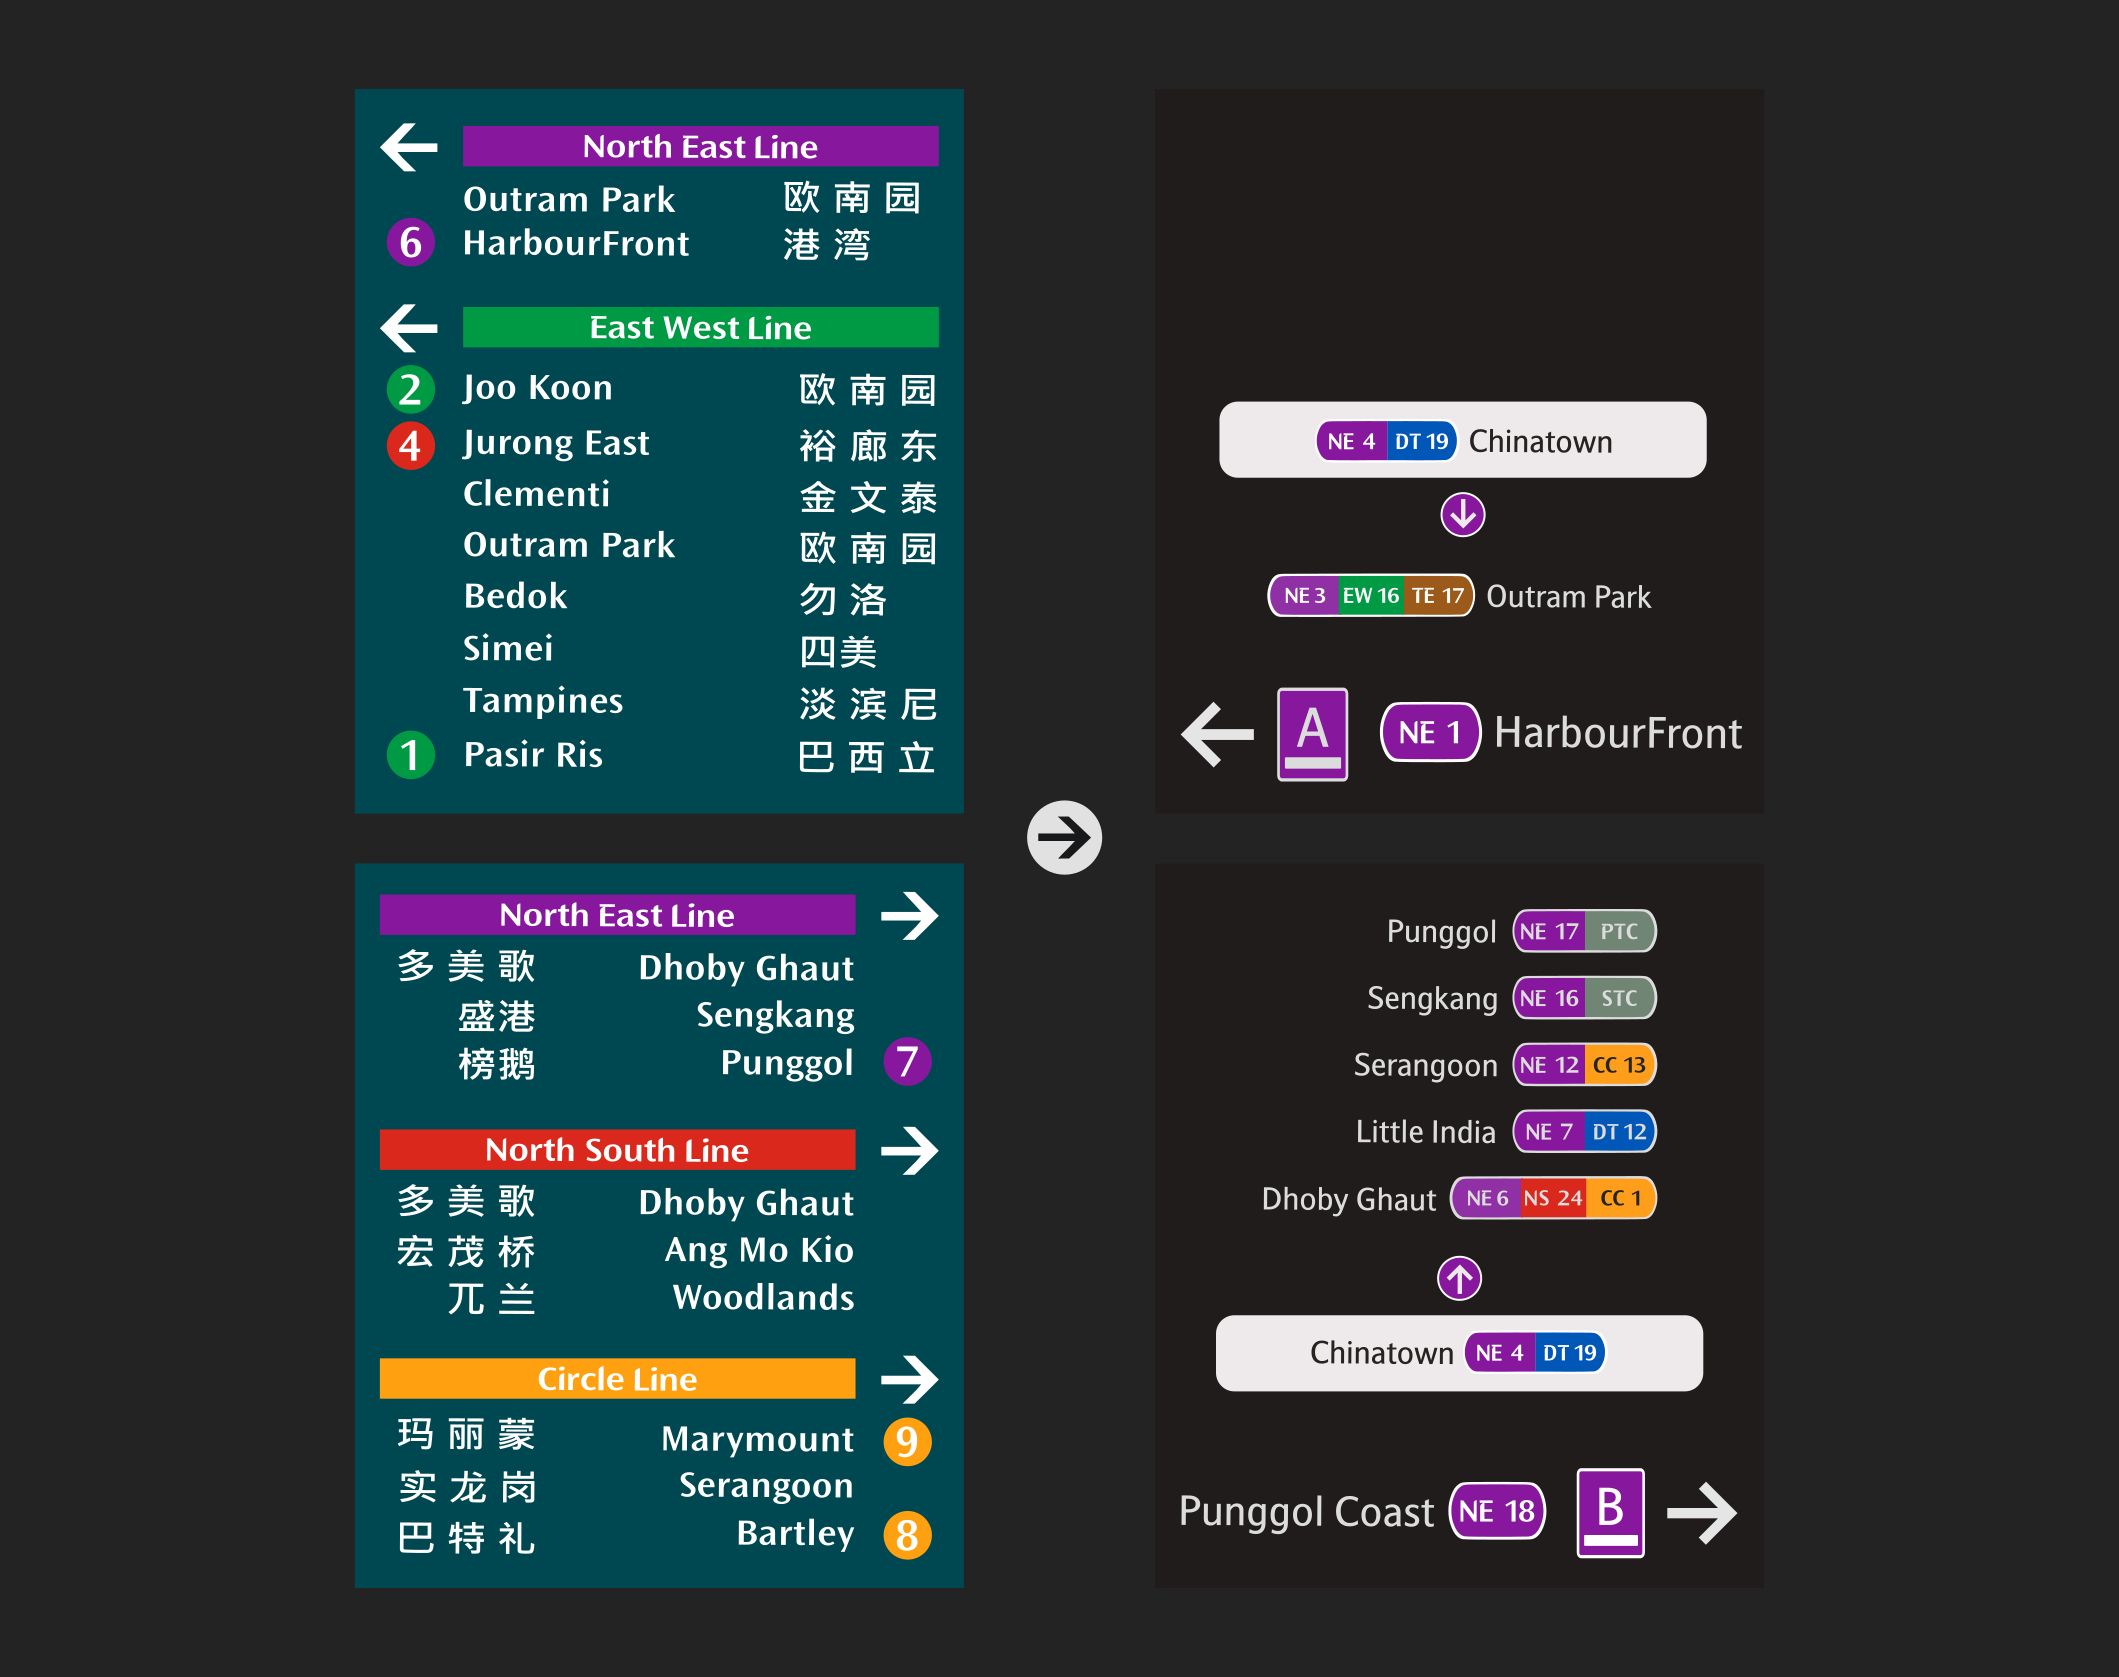 North East Line
Outram Park 欧南园
6 HarbourFront 港湾
East West Line
2 Joo Koon 欧南园
4 Jurong East 裕廊东
Clementi 金文泰
Outram Park 欧南园
Bedok 勿洛
Simei 四美
Tampines 淡滨尼
1 Pasir Ris 巴西立
North East Line
多美歌 Dhoby Ghaut
盛港 Sengkang
榜鹅 Punggol 7
North South Line
多美歌 Dhoby Ghaut
宏茂桥 Ang Mo Kio
兀兰 Woodlands
Circle Line
玛丽蒙 Marymount 9
实龙岗 Serangoon
巴特礼 Bartley 8
NE 4 DT 19 Chinatown
NE 3 EW 16 TE 17 Outram Park
A NE 1 HarbourFront
Punggol NE 17 PTC
Sengkang NE 16 STC
Serangoon NE 12 CC 13
Little India NE 7 DT 12
Dhoby Ghaut NE 6 NS 24 CC 1
Chinatown NE 4 DT 19
Punggol Coast NE 18 B